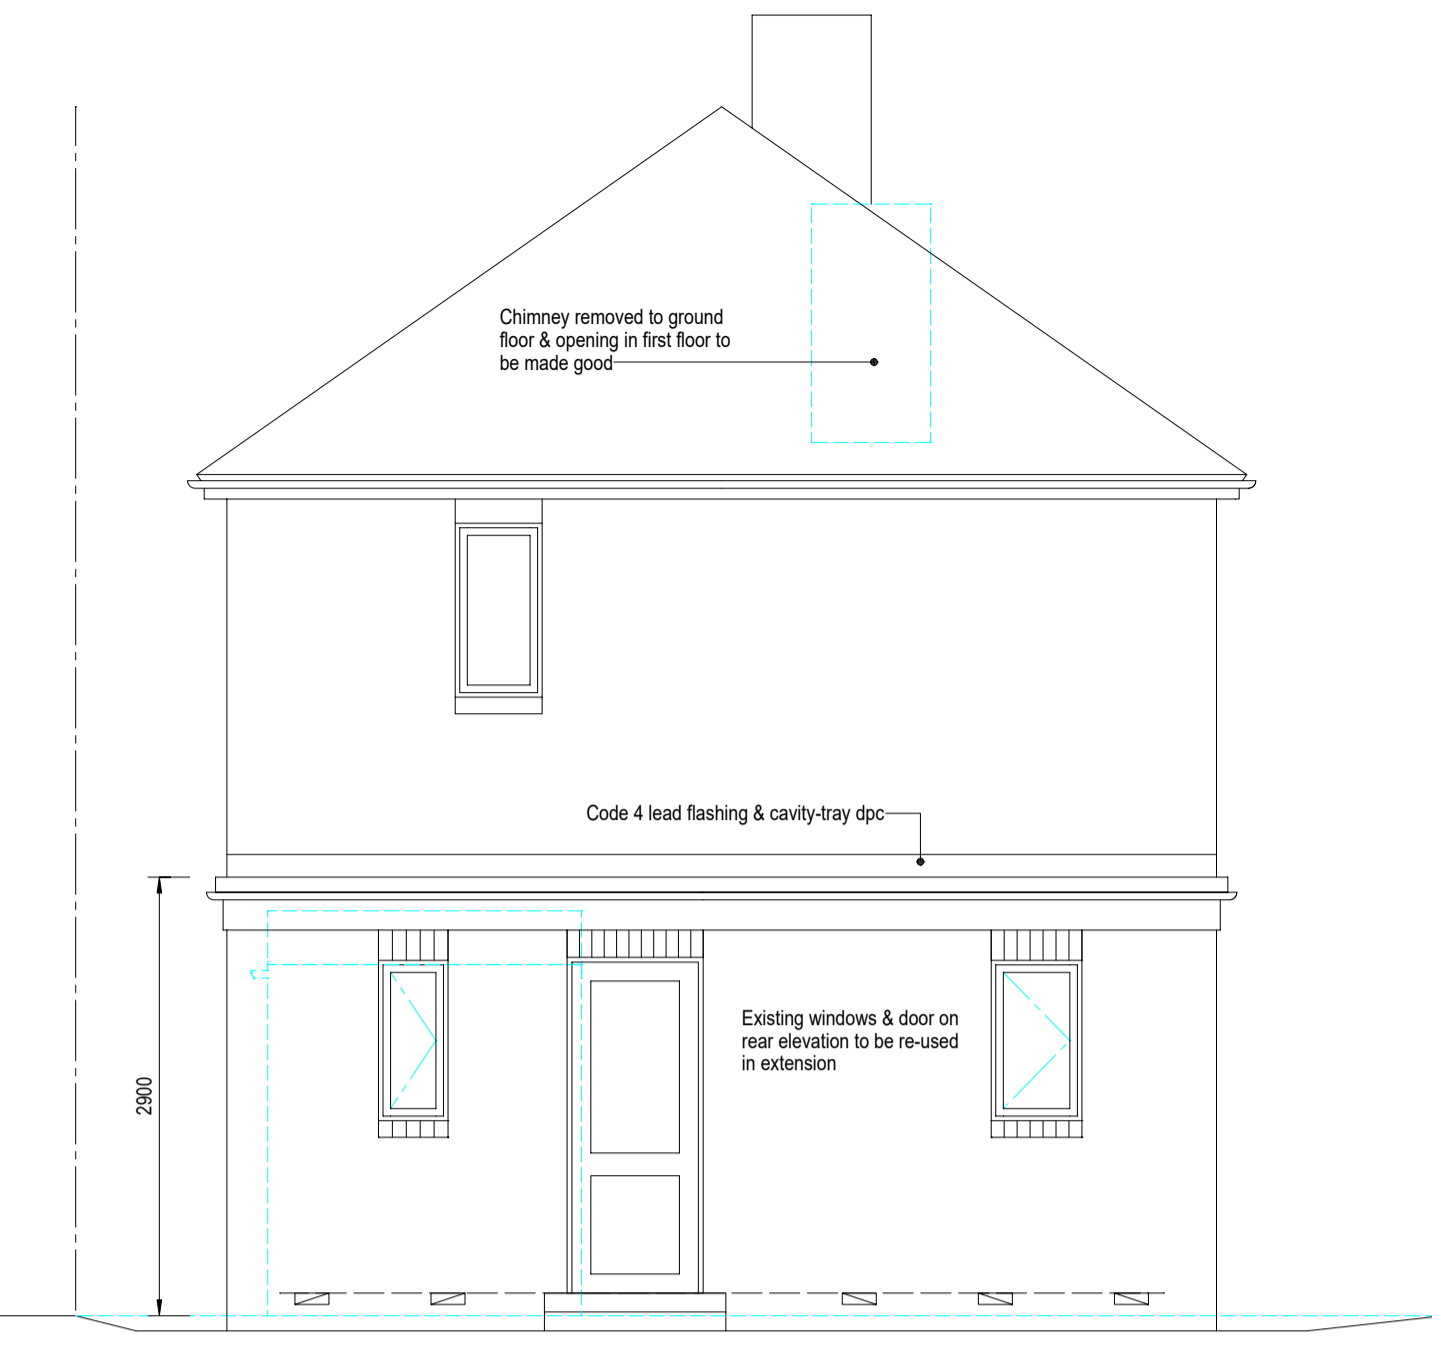 Chimney removed to ground
floor & opening in first floor to
be made good
Code 4 lead flashing & cavity-tray dpc
Existing windows & door on
rear elevation to be re-used
in extension
2900